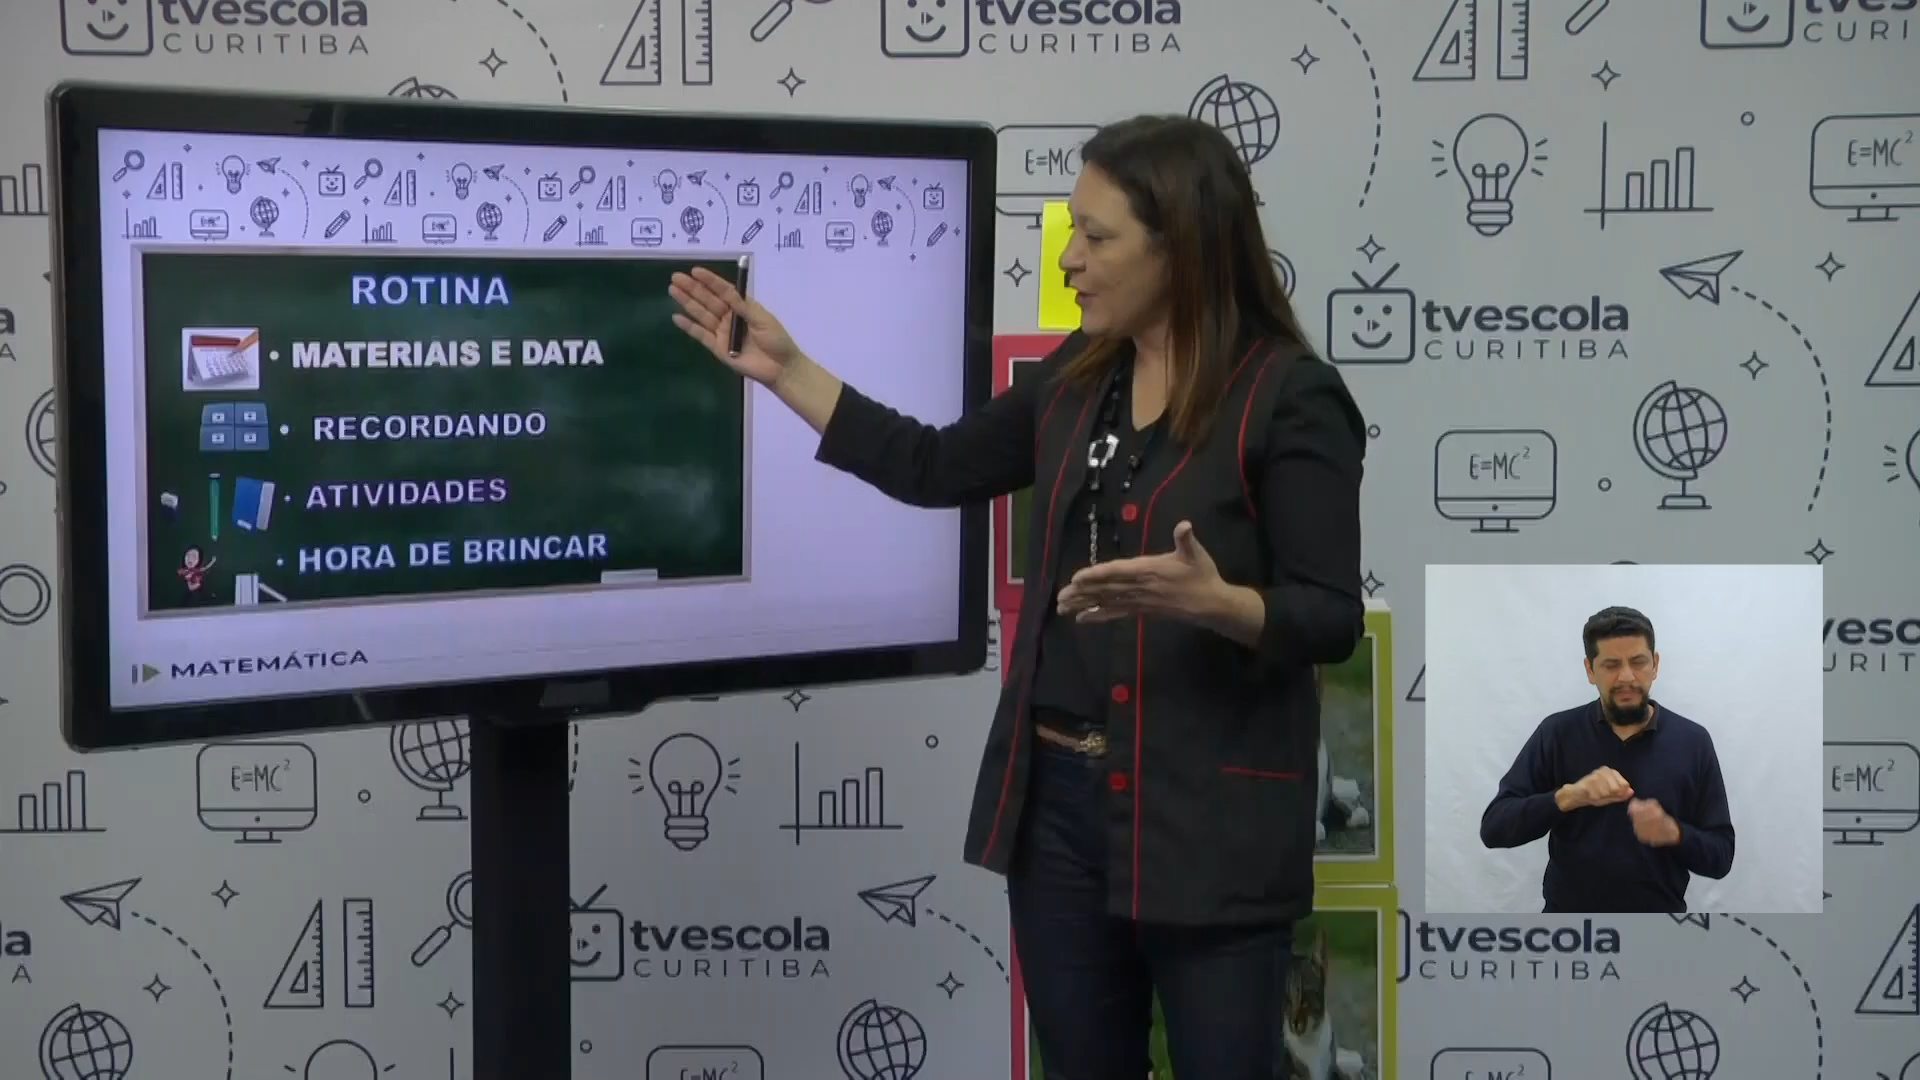 tvescola
CURITIBA
tvescola
CURITIBA
CURI
E=MC²
E=MC²
ROTINA
• MATERIAIS E DATA
• RECORDANDO
• ATIVIDADES
• HORA DE BRINCAR
MATEMÁTICA
tvescola
CURITIBA
E=MC²
E=MC²
E=MC²
tvescola
CURITIBA
tvescola
CURITIBA